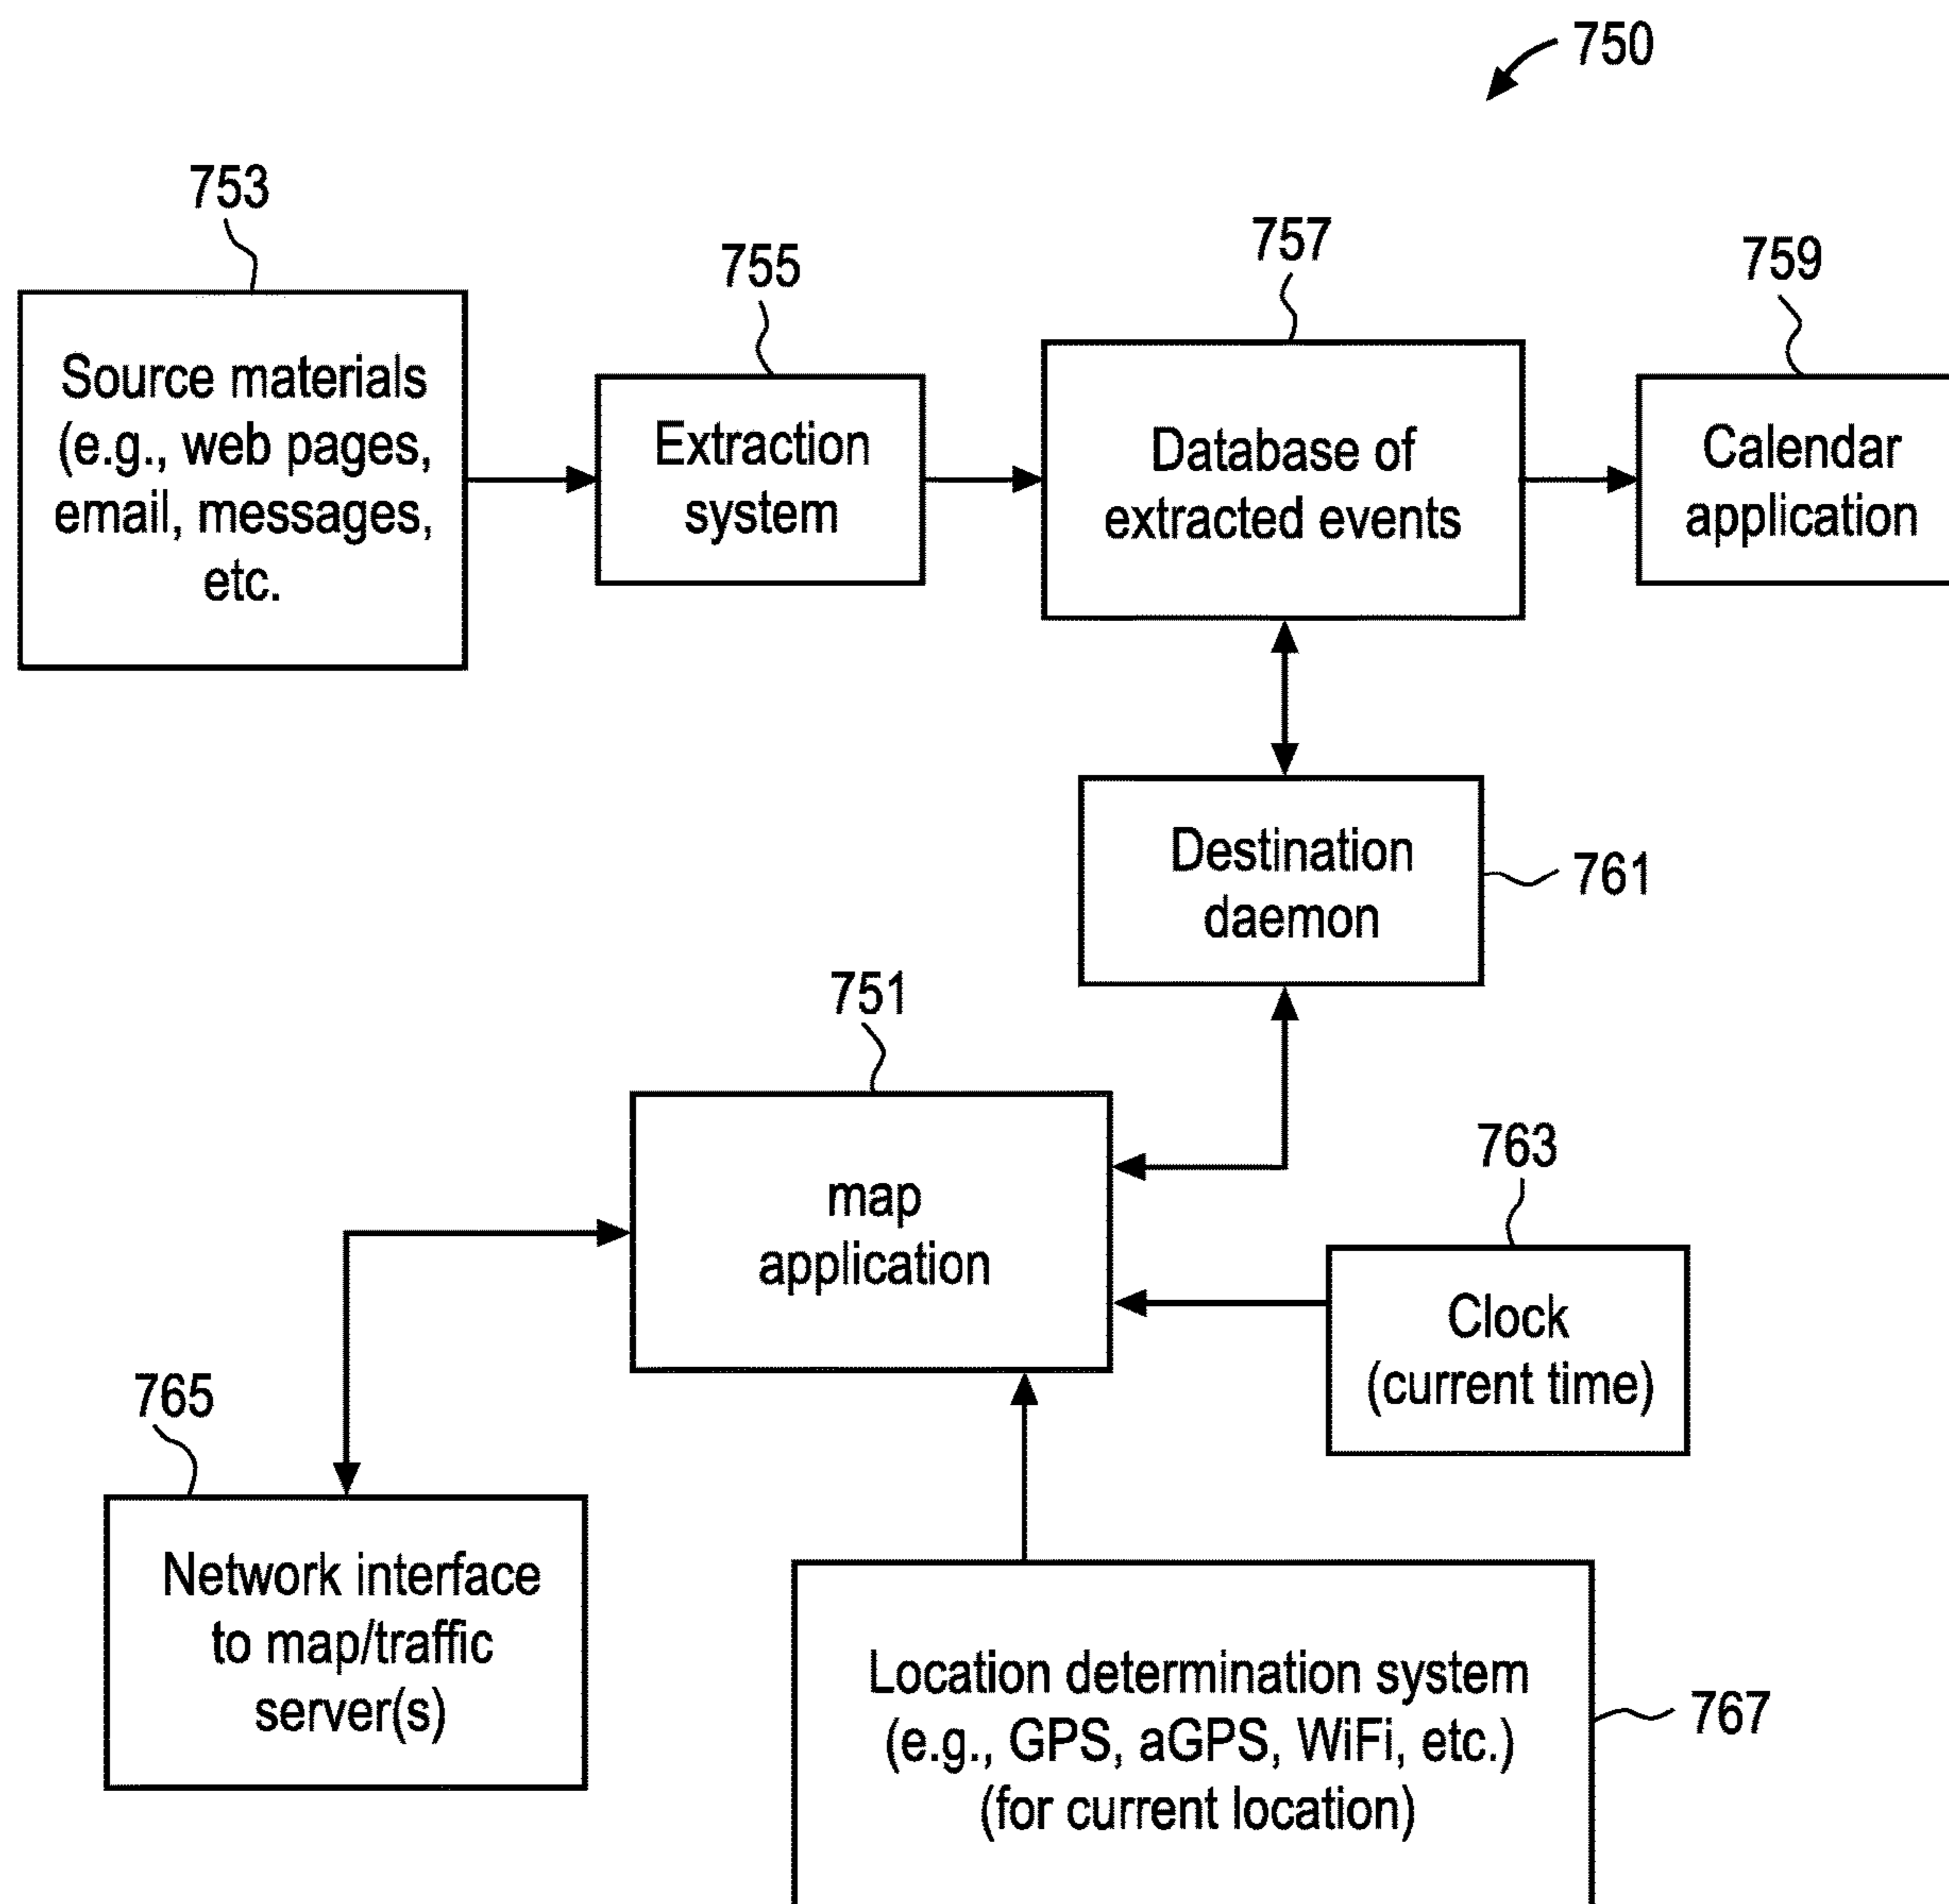 750
753
755
757
759
Source materials
(e.g., web pages,
email, messages,
etc.
Extraction
system
Database of
extracted events
Calendar
application
Destination
daemon
761
751
map
application
763
Clock
(current time)
765
Network interface
to map/traffic
server(s)
Location determination system
(e.g., GPS, aGPS, WiFi, etc.)
(for current location)
767